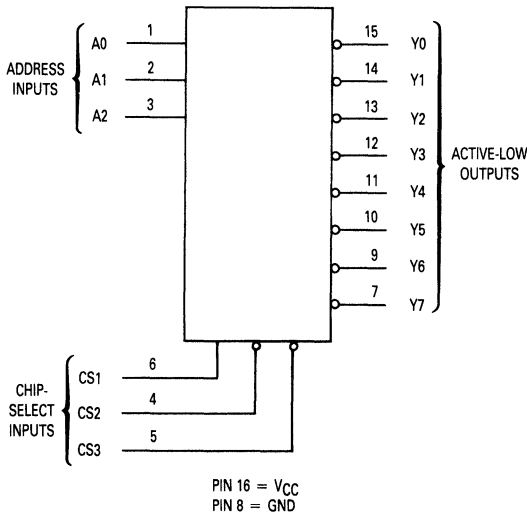 ADDRESS
INPUTS
A0 1
A1 2
A2 3
15 Y0
14 Y1
13 Y2
12 Y3
11 Y4
10 Y5
9 Y6
7 Y7
ACTIVE-LOW
OUTPUTS
CHIP-
SELECT
INPUTS
CS1 6
CS2 4
CS3 5
PIN 16 = VCC
PIN 8 = GND